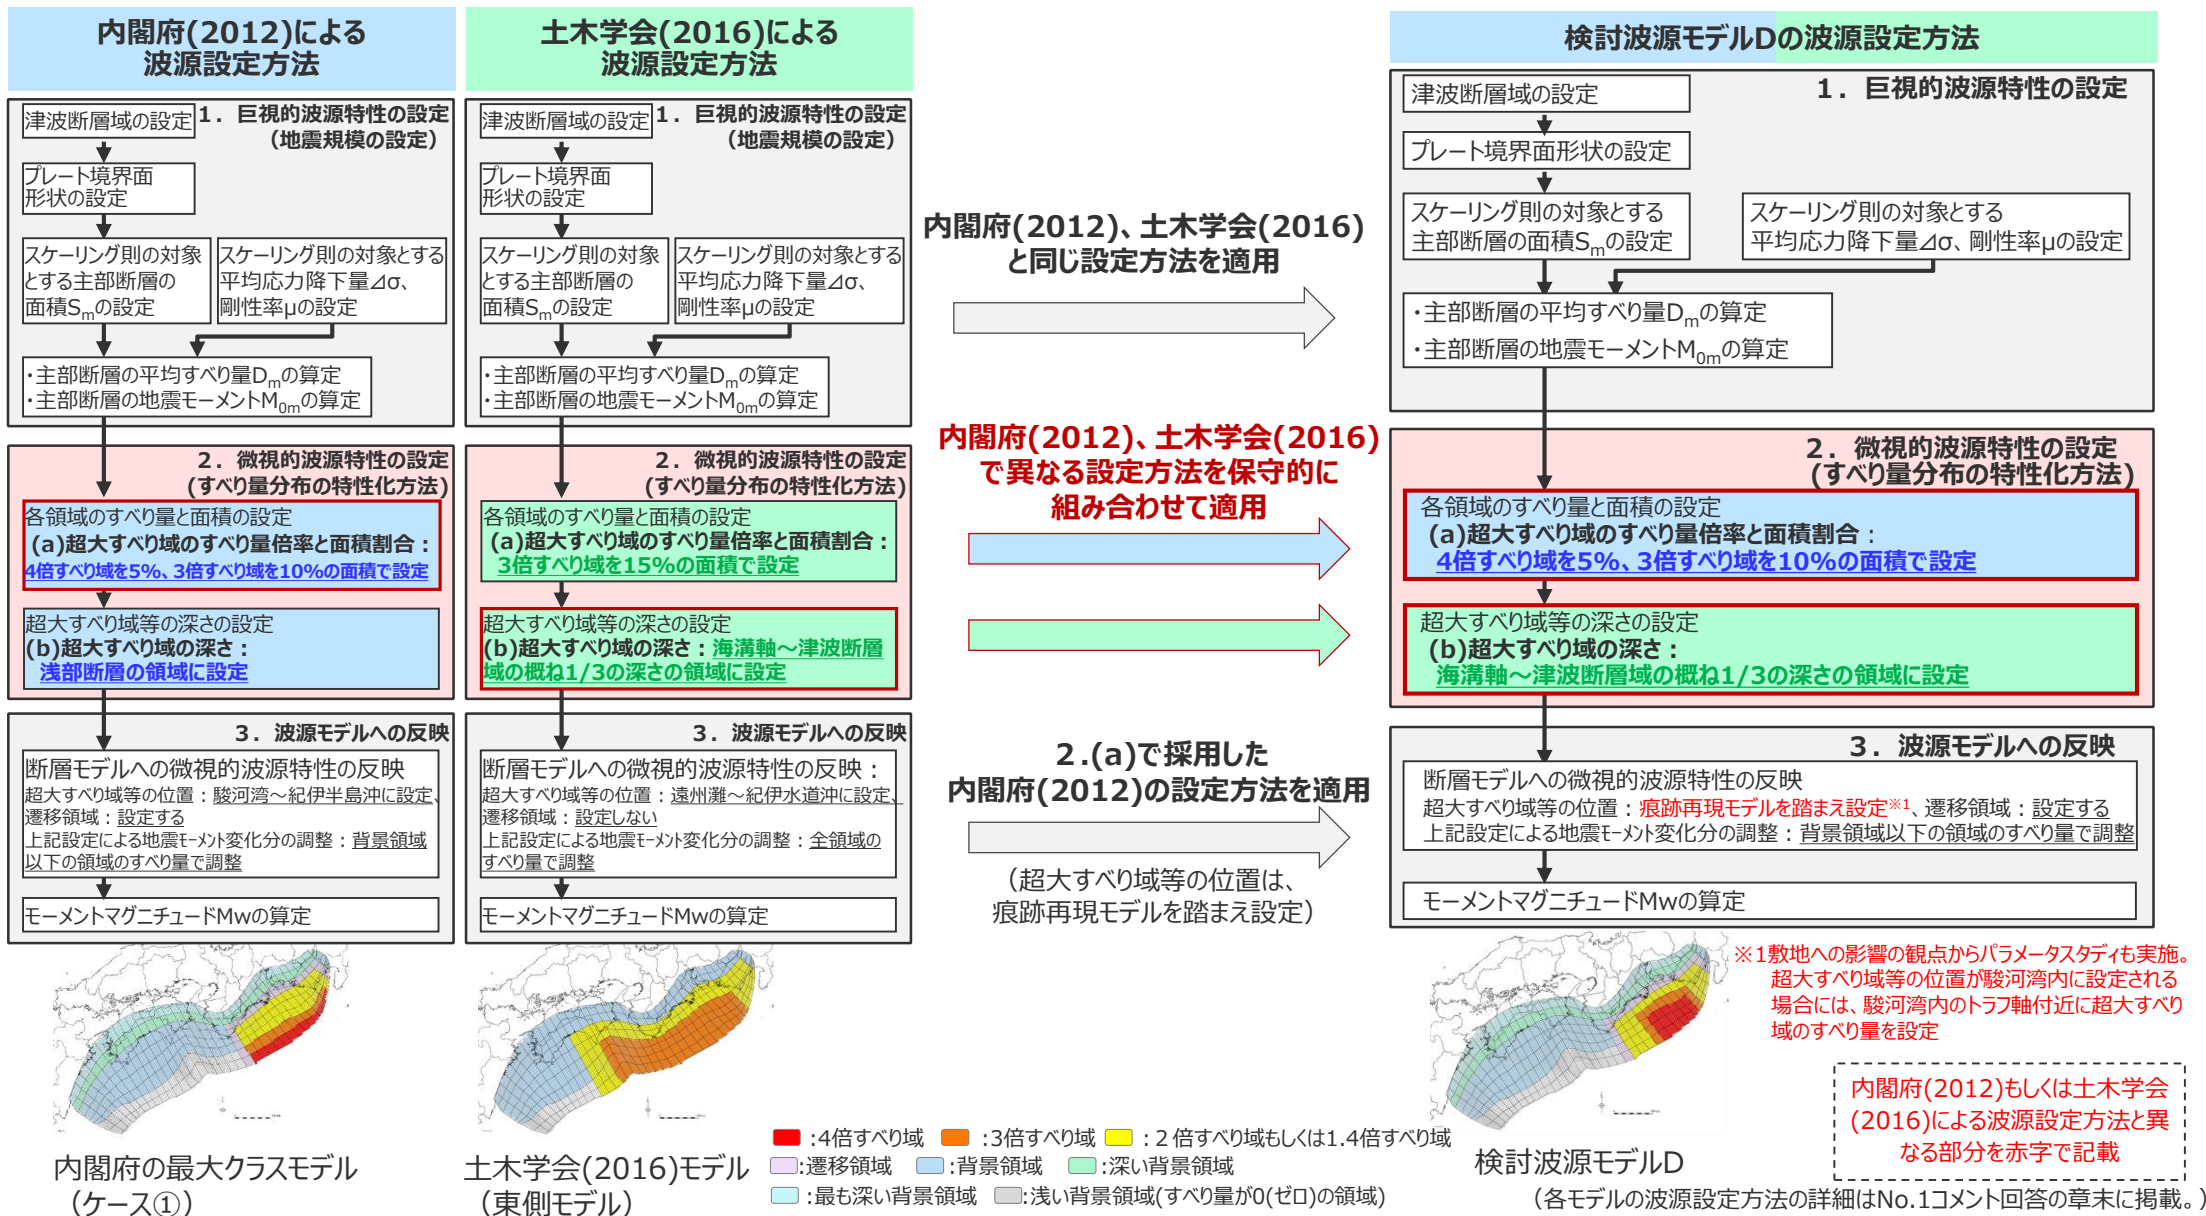 内閣府(2012)による
波源設定方法
1．巨視的波源特性の設定
（地震規模の設定）
津波断層域の設定
プレート境界面
形状の設定
スケーリング則の対象
とする主部断層の
面積Smの設定
スケーリング則の対象とする
平均応力降下量⊿σ、
剛性率μの設定
・主部断層の平均すべり量Dmの算定
・主部断層の地震モーメントM0mの算定
2．微視的波源特性の設定
(すべり量分布の特性化方法)
各領域のすべり量と面積の設定
(a)超大すべり域のすべり量倍率と面積割合：
4倍すべり域を5%、3倍すべり域を10%の面積で設定
超大すべり域等の深さの設定
(b)超大すべり域の深さ：
浅部断層の領域に設定
3．波源モデルへの反映
断層モデルへの微視的波源特性の反映
超大すべり域等の位置：駿河湾～紀伊半島沖に設定、
遷移領域：設定する
上記設定による地震モーメント変化分の調整：背景領域
以下の領域のすべり量で調整
モーメントマグニチュードMwの算定
内閣府の最大クラスモデル
（ケース①）
土木学会(2016)による
波源設定方法
1．巨視的波源特性の設定
（地震規模の設定）
津波断層域の設定
プレート境界面
形状の設定
スケーリング則の対象
とする主部断層の
面積Smの設定
スケーリング則の対象とする
平均応力降下量⊿σ、
剛性率μの設定
・主部断層の平均すべり量Dmの算定
・主部断層の地震モーメントM0mの算定
2．微視的波源特性の設定
(すべり量分布の特性化方法)
各領域のすべり量と面積の設定
(a)超大すべり域のすべり量倍率と面積割合：
3倍すべり域を15%の面積で設定
超大すべり域等の深さの設定
(b)超大すべり域の深さ：海溝軸～津波断層
域の概ね1/3の深さの領域に設定
3．波源モデルへの反映
断層モデルへの微視的波源特性の反映：
超大すべり域等の位置：遠州灘～紀伊水道沖に設定、
遷移領域：設定しない
上記設定による地震モーメント変化分の調整：全領域の
すべり量で調整
モーメントマグニチュードMwの算定
土木学会(2016)モデル
（東側モデル）
内閣府(2012)、土木学会(2016)
と同じ設定方法を適用
内閣府(2012)、土木学会(2016)
で異なる設定方法を保守的に
組み合わせて適用
2.(a)で採用した
内閣府(2012)の設定方法を適用
（超大すべり域等の位置は、
痕跡再現モデルを踏まえ設定）
検討波源モデルDの波源設定方法
1．巨視的波源特性の設定
津波断層域の設定
プレート境界面形状の設定
スケーリング則の対象とする
主部断層の面積Smの設定
スケーリング則の対象とする
平均応力降下量⊿σ、剛性率μの設定
・主部断層の平均すべり量Dmの算定
・主部断層の地震モーメントM0mの算定
2．微視的波源特性の設定
(すべり量分布の特性化方法)
各領域のすべり量と面積の設定
(a)超大すべり域のすべり量倍率と面積割合：
4倍すべり域を5%、3倍すべり域を10%の面積で設定
超大すべり域等の深さの設定
(b)超大すべり域の深さ：
海溝軸～津波断層域の概ね1/3の深さの領域に設定
3．波源モデルへの反映
断層モデルへの微視的波源特性の反映
超大すべり域等の位置：痕跡再現モデルを踏まえ設定※1、遷移領域：設定する
上記設定による地震モーメント変化分の調整：背景領域以下の領域のすべり量で調整
モーメントマグニチュードMwの算定
※1敷地への影響の観点からパラメータスタディも実施。
超大すべり域等の位置が駿河湾内に設定される
場合には、駿河湾内のトラフ軸付近に超大すべり
域のすべり量を設定
内閣府(2012)もしくは土木学会
(2016)による波源設定方法と異
なる部分を赤字で記載
検討波源モデルD
（各モデルの波源設定方法の詳細はNo.1コメント回答の章末に掲載。）
:4倍すべり域 :3倍すべり域 :２倍すべり域もしくは1.4倍すべり域
:遷移領域 :背景領域 :深い背景領域
:最も深い背景領域 :浅い背景領域(すべり量が0(ゼロ)の領域)